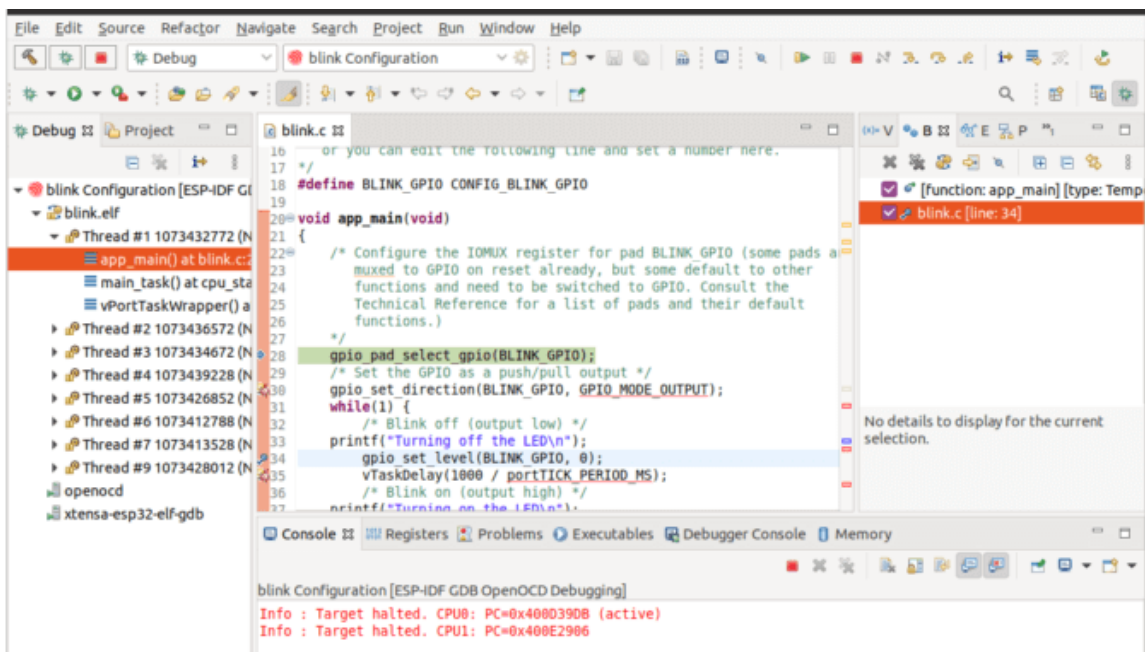 File Edit Source Refactor Navigate Search Project Run Window Help
Debug
blink Configuration
Debug
Project
blink Configuration [ESP-IDF GI
blink.elf
Thread #1 1073432772 (N
app_main() at blink.c:2
main_task() at cpu_sta
vPortTaskWrapper() a
Thread #2 1073436572 (N
Thread #3 1073434672 (N
Thread #4 1073439228 (N
Thread #5 1073426852 (N
Thread #6 1073412788 (N
Thread #7 1073413528 (N
Thread #9 1073428012 (N
openocd
xtensa-esp32-elf-gdb
blink.c
16 or you can edit the following line and set a number here.
17 */
18 #define BLINK_GPIO CONFIG_BLINK_GPIO
19
20 void app_main(void)
21 {
22 /* Configure the IOMUX register for pad BLINK_GPIO (some pads a
23 muxed to GPIO on reset already, but some default to other
24 functions and need to be switched to GPIO. Consult the
25 Technical Reference for a list of pads and their default
26 functions.)
27 */
28 gpio_pad_select_gpio(BLINK_GPIO);
29 /* Set the GPIO as a push/pull output */
30 gpio_set_direction(BLINK_GPIO, GPIO_MODE_OUTPUT);
31 while(1) {
32 /* Blink off (output low) */
33 printf("Turning off the LED\n");
34 gpio_set_level(BLINK_GPIO, 0);
35 vTaskDelay(1000 / portTICK_PERIOD_MS);
36 /* Blink on (output high) */
37 printf("Turning on the LED\n");
V B E P
[function: app_main] [type: Temp
blink.c [line: 34]
No details to display for the current
selection.
Console Registers Problems Executables Debugger Console Memory
blink Configuration [ESP-IDF GDB OpenOCD Debugging]
Info : Target halted. CPU0: PC=0x400D39DB (active)
Info : Target halted. CPU1: PC=0x400E2906